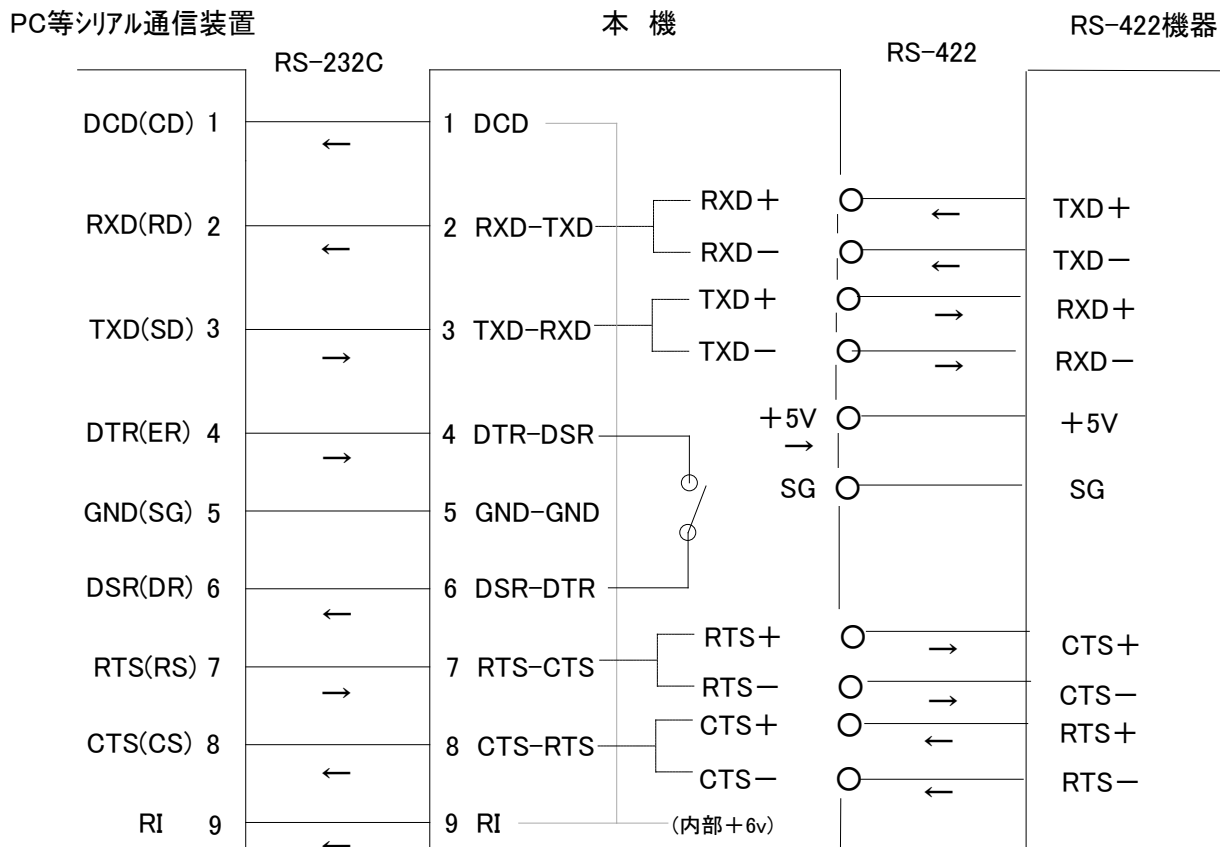 PC等シリアル通信装置 本 機 RS-422機器
RS-232C RS-422
DCD(CD) 1 ← 1 DCD
RXD(RD) 2 ← 2 RXD-TXD RXD＋ ← TXD＋
RXD－ ← TXD－
TXD(SD) 3 → 3 TXD-RXD TXD＋ → RXD＋
TXD－ → RXD－
DTR(ER) 4 → 4 DTR-DSR ＋5V → ＋5V
GND(SG) 5 5 GND-GND SG SG
DSR(DR) 6 ← 6 DSR-DTR
RTS(RS) 7 → 7 RTS-CTS RTS＋ → CTS＋
RTS－ → CTS－
CTS(CS) 8 ← 8 CTS-RTS CTS＋ ← RTS＋
CTS－ ← RTS－
RI 9 ← 9 RI (内部＋6v)